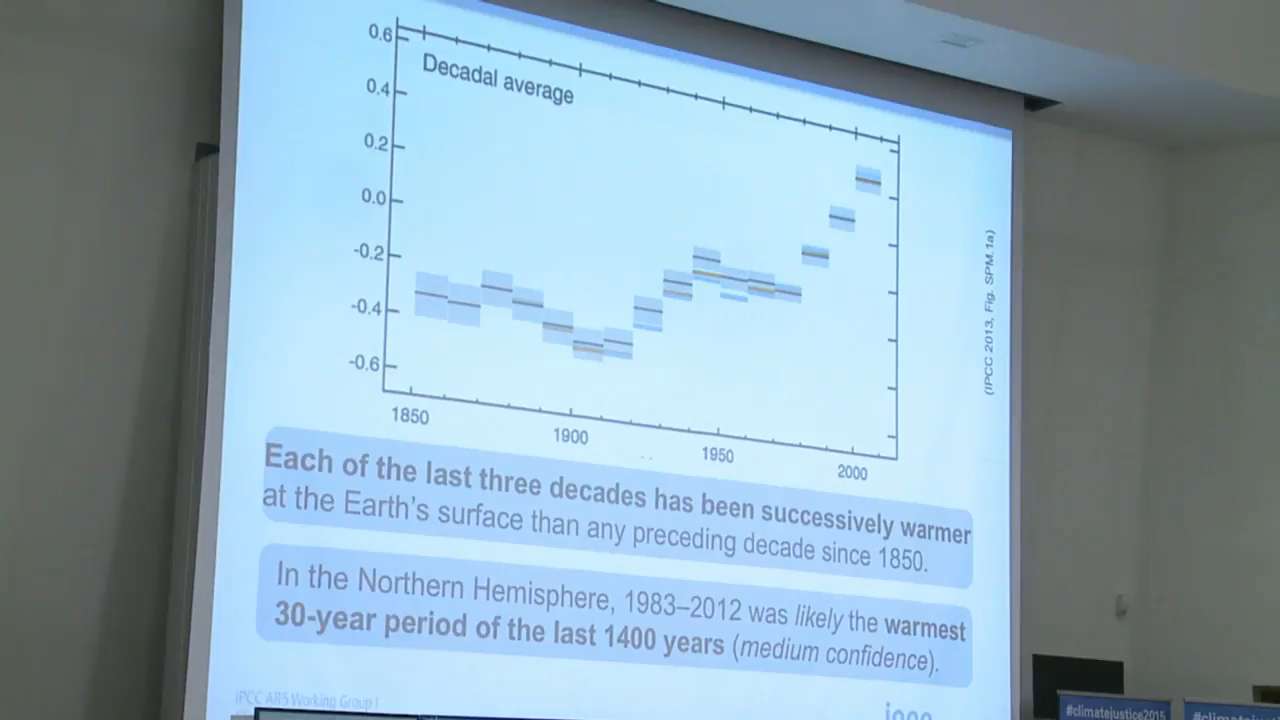 0.6
Decadal average
0.4
0.2
0.0
-0.2
-0.4
-0.6
1850
1900
1950
2000
(IPCC 2013, Fig. SPM.1a)
Each of the last three decades has been successively warmer
at the Earth's surface than any preceding decade since 1850.
In the Northern Hemisphere, 1983–2012 was likely the warmest
30-year period of the last 1400 years (medium confidence).
IPCC AR5 Working Group I
#climatejustice2015